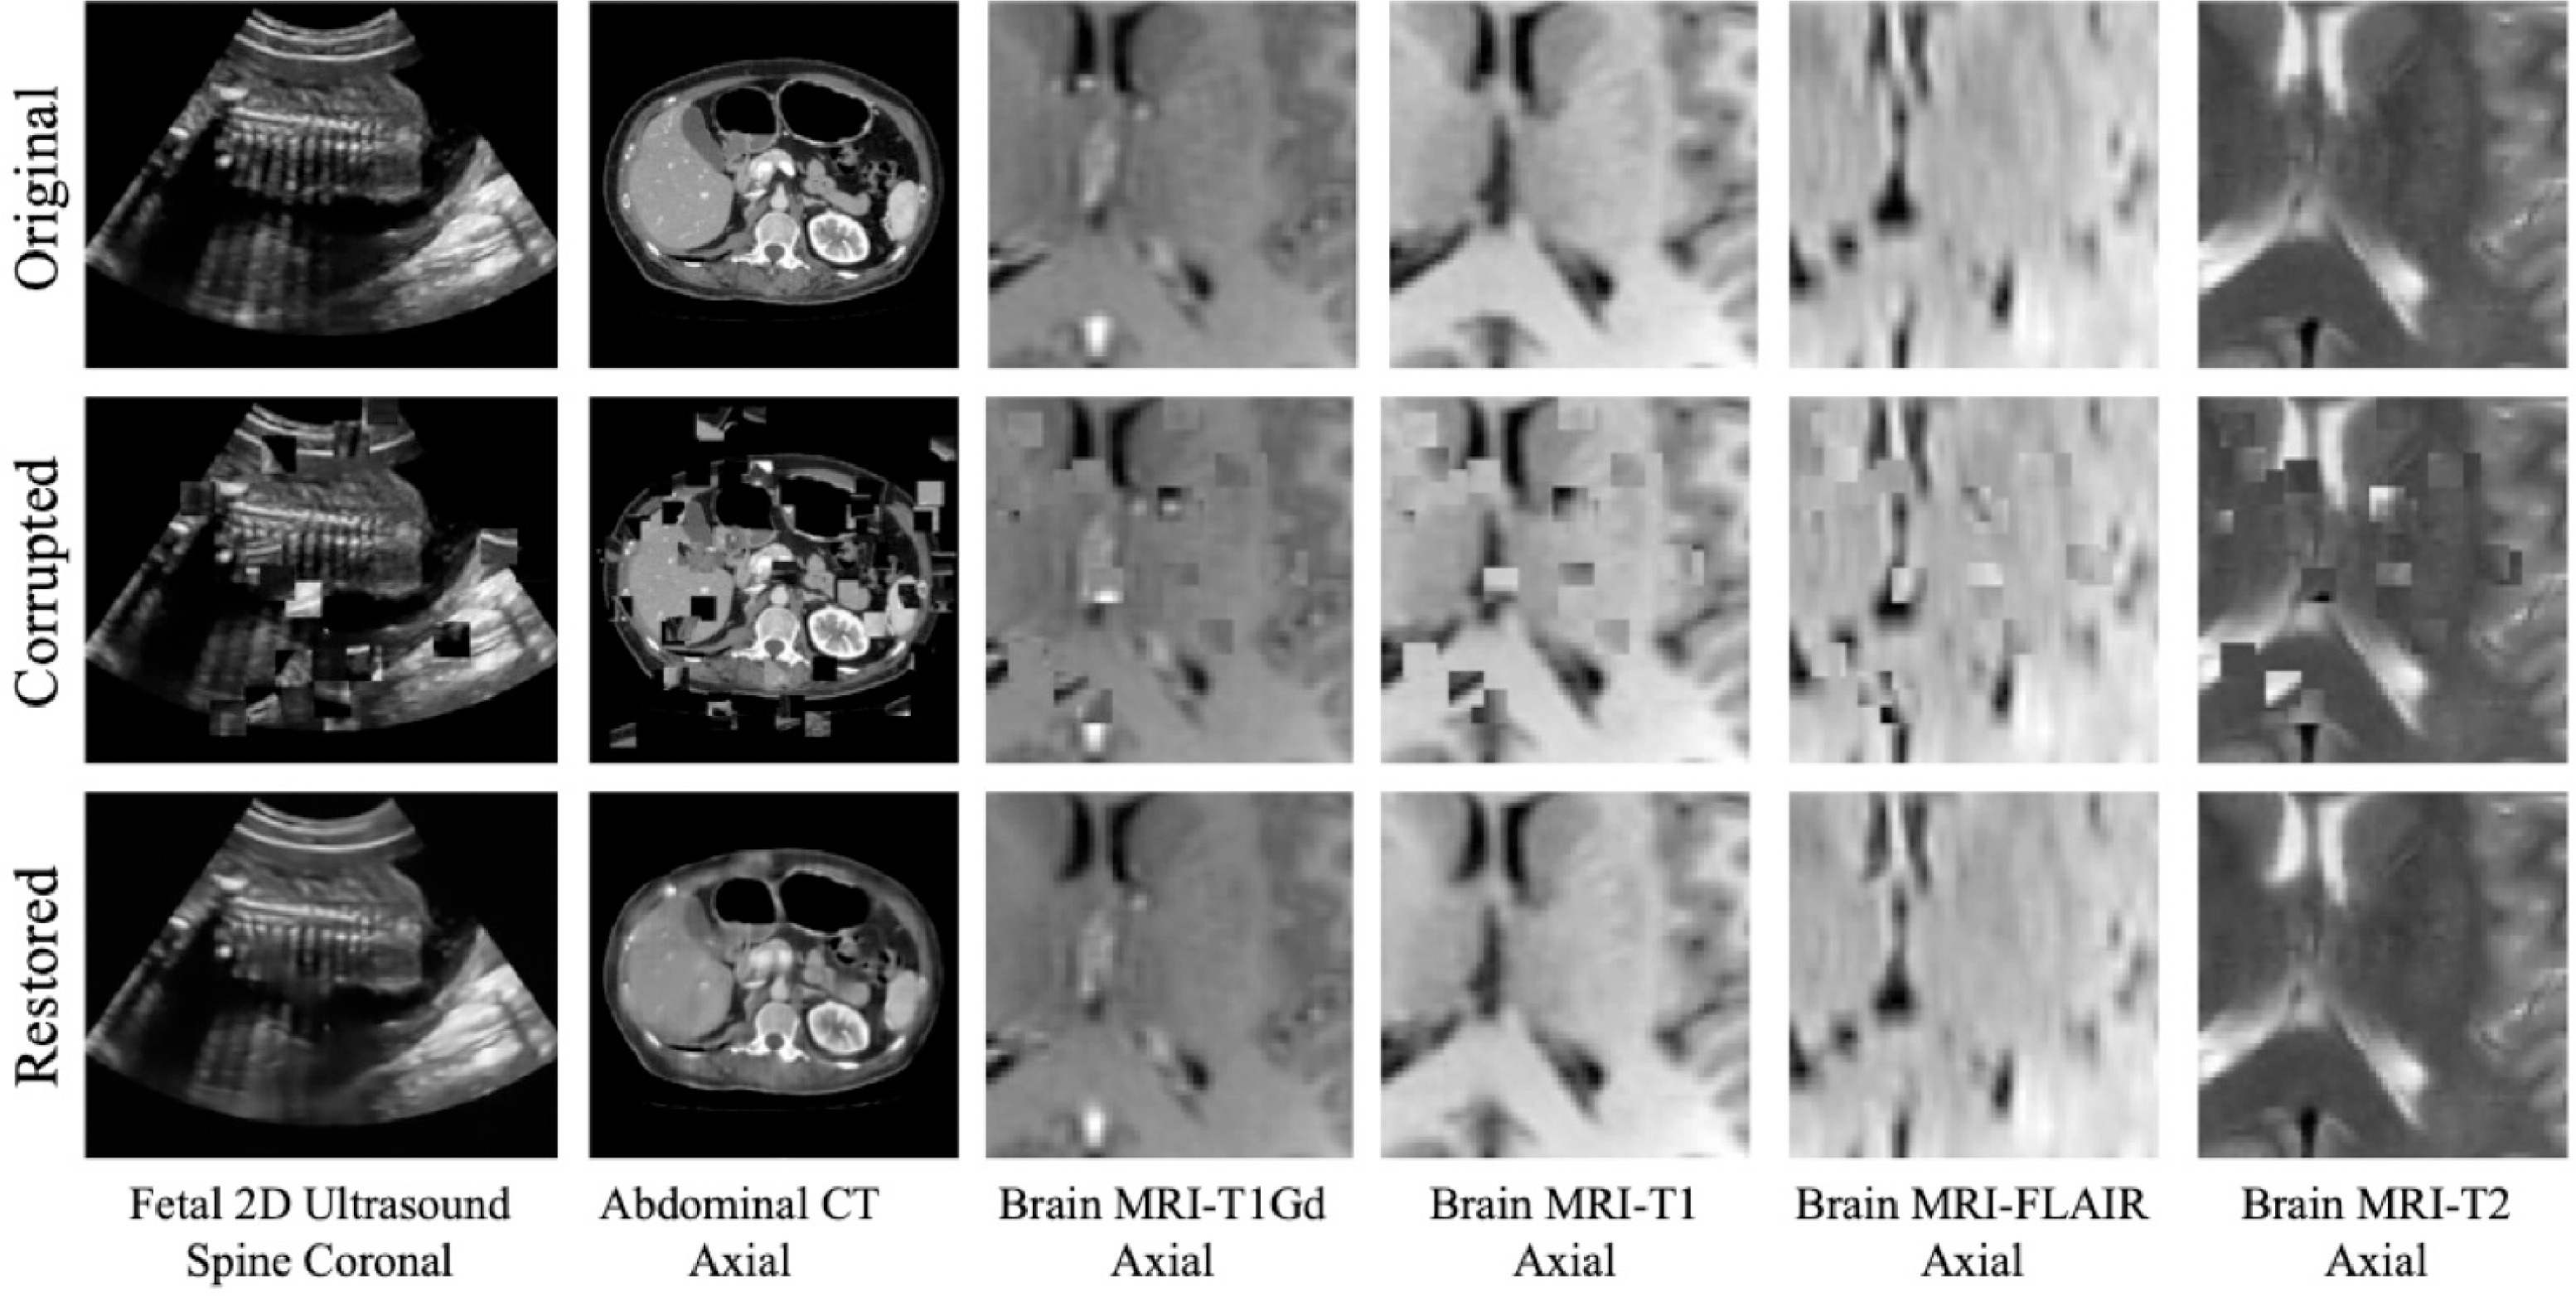 Original
Corrupted
Restored
Fetal 2D Ultrasound
Spine Coronal
Abdominal CT
Axial
Brain MRI-T1Gd
Axial
Brain MRI-T1
Axial
Brain MRI-FLAIR
Axial
Brain MRI-T2
Axial